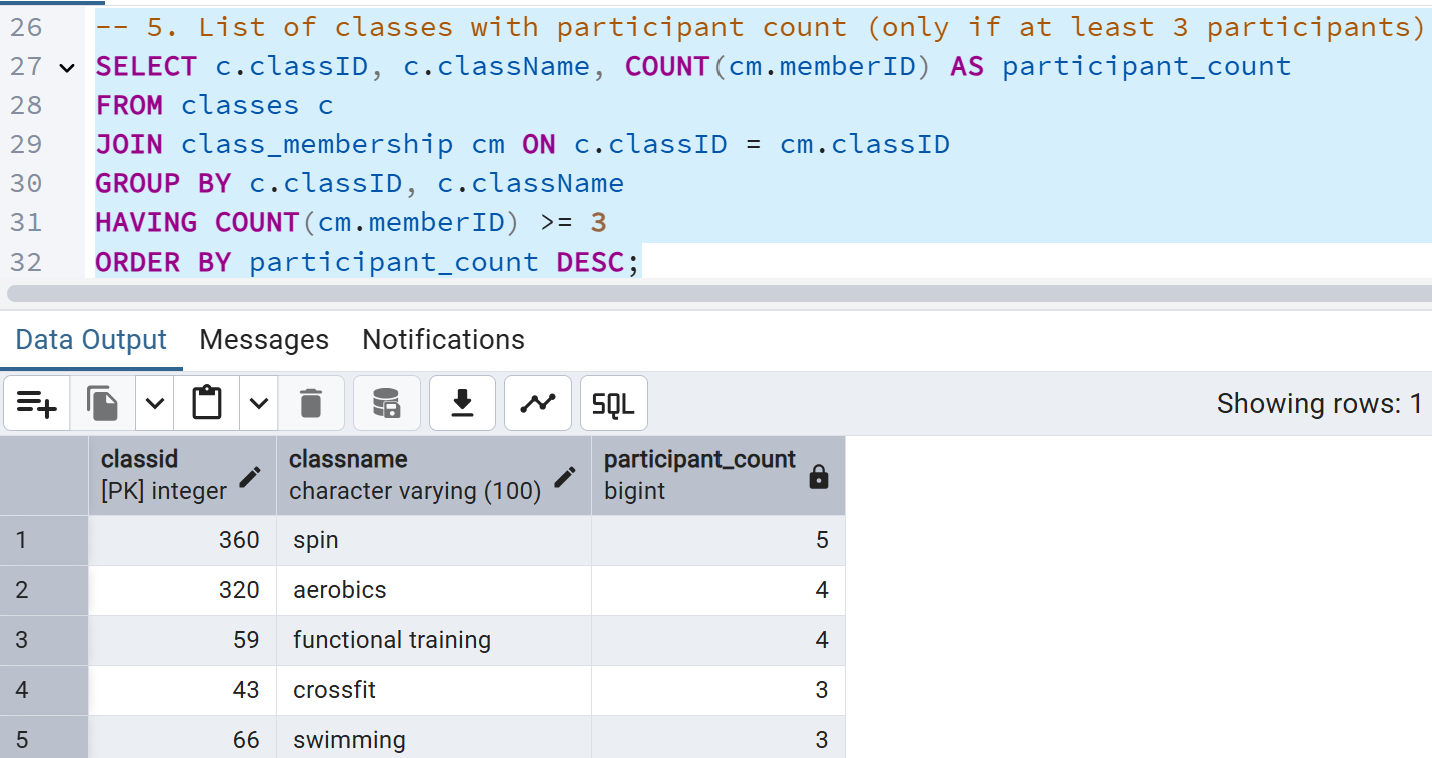 26 -- 5. List of classes with participant count (only if at least 3 participants)
27 SELECT c.classID, c.className, COUNT(cm.memberID) AS participant_count
28 FROM classes c
29 JOIN class_membership cm ON c.classID = cm.classID
30 GROUP BY c.classID, c.className
31 HAVING COUNT(cm.memberID) >= 3
32 ORDER BY participant_count DESC;
Data Output Messages Notifications
SQL Showing rows: 1
classid classname participant_count
[PK] integer character varying (100) bigint
1 360 spin 5
2 320 aerobics 4
3 59 functional training 4
4 43 crossfit 3
5 66 swimming 3